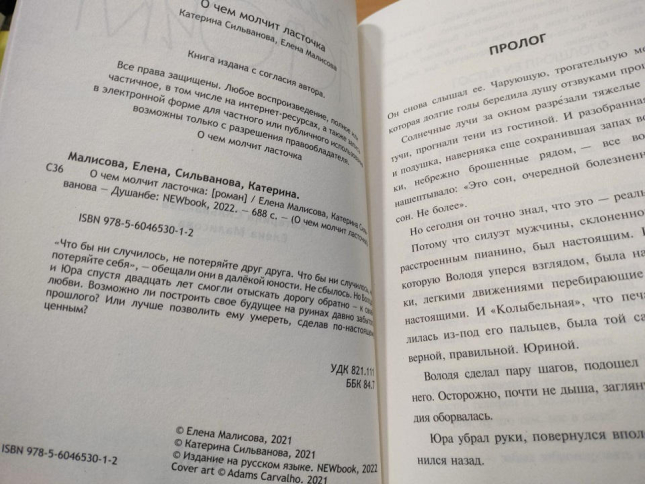 О чем молчит ласточка
Катерина Сильванова, Елена Малисова
Книга издана с согласия автора.
Все права защищены. Любое воспроизведение, полное или
частичное, в том числе на интернет-ресурсах, а также запись
в электронной форме для частного или публичного использования
возможны только с разрешения правообладателя.
О чем молчит ласточка
Малисова, Елена, Сильванова, Катерина.
С36
О чем молчит ласточка: [роман] / Елена Малисова, Катерина Силь
ванова — Душанбе: NEWbook, 2022. — 688 с. — (О чем молчит ласточка
ISBN 978-5-6046530-1-2
«Что бы ни случилось, не потеряйте друг друга. Что бы ни случилось, не
потеряйте себя», — обещали они в далёкой юности. Не сбылось. Но
и Юра спустя двадцать лет смогли отыскать дорогу обратно — к
любви. Возможно ли построить свое будущее на руинах давно
прошлого? Или лучше позволить ему умереть, сделав по-настоящ
ценным?
УДК 821.111
ББК 84.7
© Елена Малисова, 2021
© Катерина Сильванова, 2021
© Издание на русском языке. NEWbook, 2022
Cover art © Adams Carvalho, 2021
ISBN 978-5-6046530-1-2
ПРОЛОГ
Он снова слышал ее. Чарующую, трогательную ме
которая долгие годы бередила душу отзвуками прош
Солнечные лучи за окном разрезали тяжелые
тучи, прогнали тени из гостиной. И разобранная
и подушка, наверняка еще сохранившая запах во
ки, небрежно брошенные рядом, — все во
нашептывало: «Это сон, очередной болезнен
сон. Не более».
Но сегодня он точно знал, что это — реаль
Потому что силуэт мужчины, склоненно
расстроенным пианино, был настоящим. И
которую Володя уперся взглядом, была на
ки, легкими движениями перебирающие
настоящими. И «Колыбельная», что печа
лилась из-под его пальцев, была той са
верной, правильной. Юриной.
Володя сделал пару шагов, подошел
него. Осторожно, почти не дыша, заглян
дия оборвалась.
Юра убрал руки, повернулся впол
нился назад.